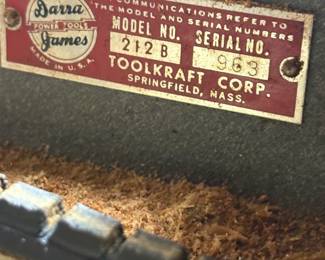 Darra
POWER TOOLS
James
MADE IN U.S.A.
COMMUNICATIONS REFER TO
THE MODEL AND SERIAL NUMBERS
MODEL NO. SERIAL NO.
212B 963
TOOLKRAFT CORP.
SPRINGFIELD, MASS.